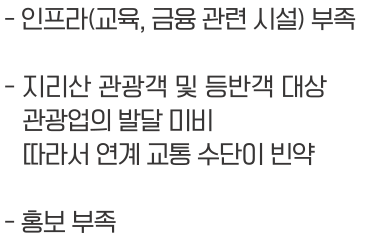 - 인프라(교육, 금융 관련 시설) 부족
- 지리산 관광객 및 등반객 대상
관광업의 발달 미비
따라서 연계 교통 수단이 빈약
- 홍보 부족